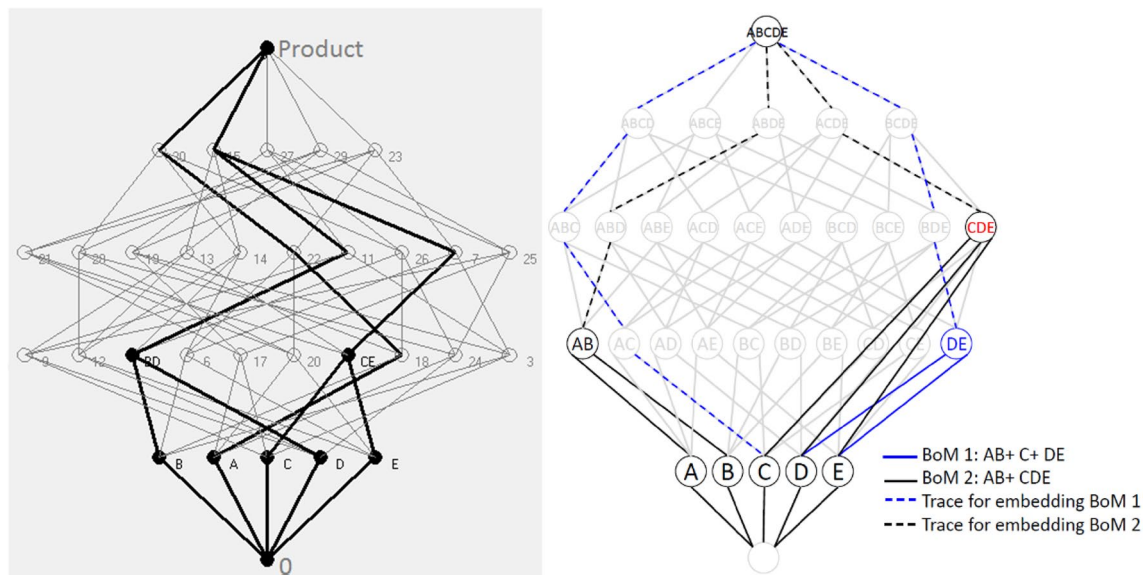 Product
30 15 27 29 23
21 28 19 13 14 22 11 26 7 25
9 12 BD 6 17 20 CE 18 24 3
B A C D E
0
ABCDE
ABCD ABCE ABDE ACDE BCDE
ABC ABD ABE ACD ACE ADE BCD BCE BDE CDE
AB AC AD AE BC BD BE CD CE DE
A B C D E
BoM 1: AB+ C+ DE
BoM 2: AB+ CDE
Trace for embedding BoM 1
Trace for embedding BoM 2